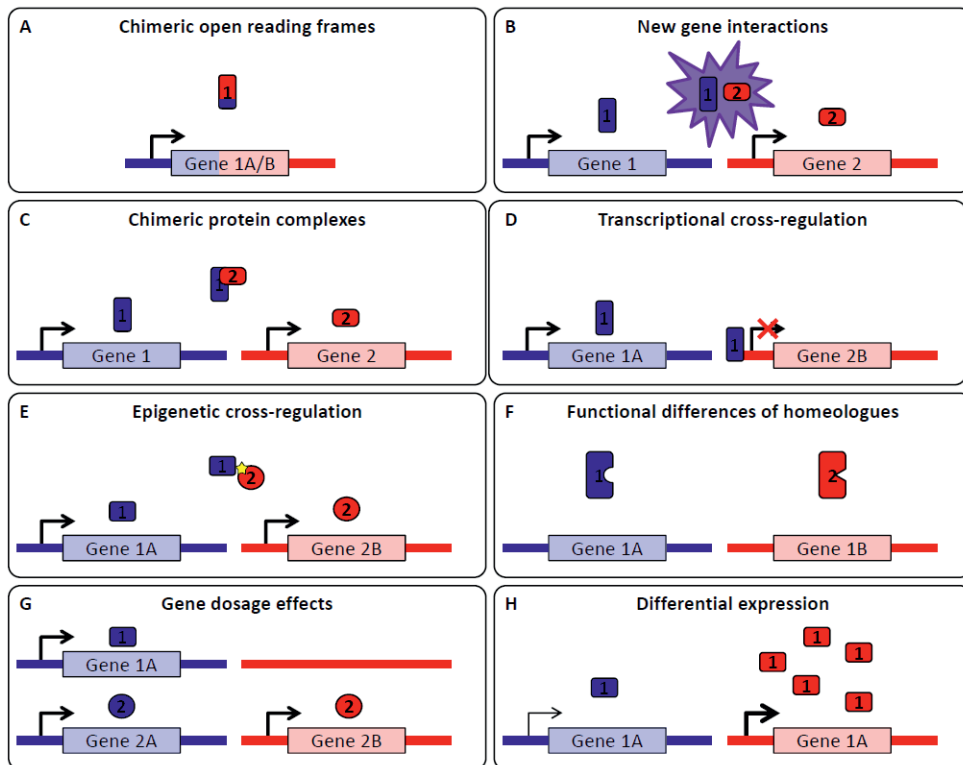 A Chimeric open reading frames
1
Gene 1A/B
B New gene interactions
1 2
1 2
Gene 1 Gene 2
C Chimeric protein complexes
1 2
1 2
Gene 1 Gene 2
D Transcriptional cross-regulation
1
1
Gene 1A Gene 2B
E Epigenetic cross-regulation
1 2
1 2
Gene 1A Gene 2B
F Functional differences of homeologues
1 2
Gene 1A Gene 1B
G Gene dosage effects
1
Gene 1A
2 2
Gene 2A Gene 2B
H Differential expression
1
1
1
1
1 1
Gene 1A Gene 1A